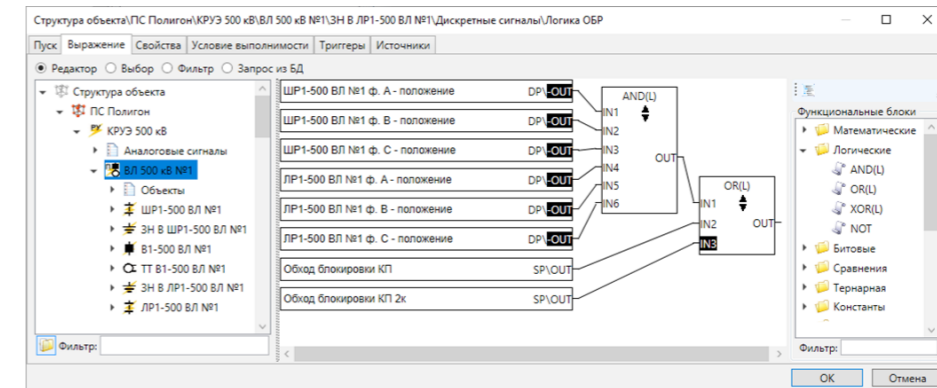 Структура объекта\ПС Полигон\КРУЭ 500 кВ\ВЛ 500 кВ №1\ЗН В ЛР1-500 ВЛ №1\Дискретные сигналы\Логика ОБР
Пуск Выражение Свойства Условие выполнимости Триггеры Источники
Редактор Выбор Фильтр Запрос из БД
Структура объекта
ПС Полигон
КРУЭ 500 кВ
Аналоговые сигналы
ВЛ 500 кВ №1
Объекты
ШР1-500 ВЛ №1
ЗН В ШР1-500 ВЛ №1
В1-500 ВЛ №1
ТТ В1-500 ВЛ №1
ЗН В ЛР1-500 ВЛ №1
ЛР1-500 ВЛ №1
Фильтр:
ШР1-500 ВЛ №1 ф. А - положение DP\-OUT
ШР1-500 ВЛ №1 ф. В - положение DP\-OUT
ШР1-500 ВЛ №1 ф. С - положение DP\-OUT
ЛР1-500 ВЛ №1 ф. А - положение DP\-OUT
ЛР1-500 ВЛ №1 ф. В - положение DP\-OUT
ЛР1-500 ВЛ №1 ф. С - положение DP\-OUT
Обход блокировки КП SP\OUT
Обход блокировки КП 2к SP\OUT
AND(L)
IN1
IN2
IN3
OUT
IN4
IN5
IN6
OR(L)
IN1
IN2 OUT
IN3
Функциональные блоки
Математические
Логические
AND(L)
OR(L)
XOR(L)
NOT
Битовые
Сравнения
Тернарная
Константы
Фильтр:
OK Отмена